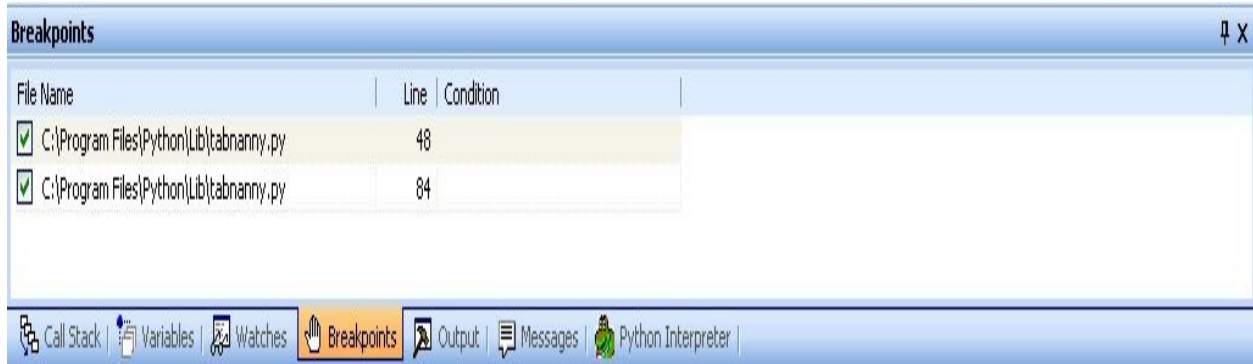 Breakpoints
File Name Line Condition
C:\Program Files\Python\Lib\tabnanny.py 48
C:\Program Files\Python\Lib\tabnanny.py 84
Call Stack Variables Watches Breakpoints Output Messages Python Interpreter